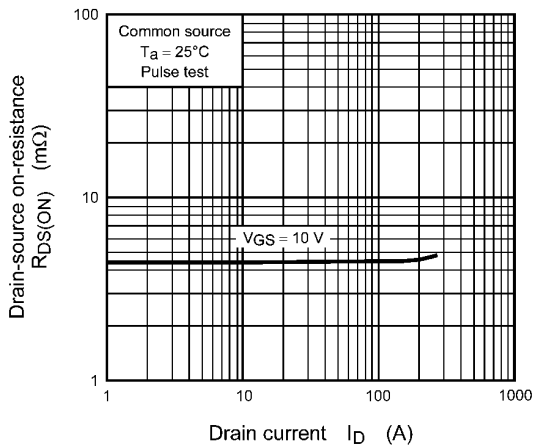 100
Common source
Ta = 25°C
Pulse test
Drain-source on-resistance
RDS(ON) (mΩ)
10
VGS = 10 V
1
1
10
100
1000
Drain current ID (A)